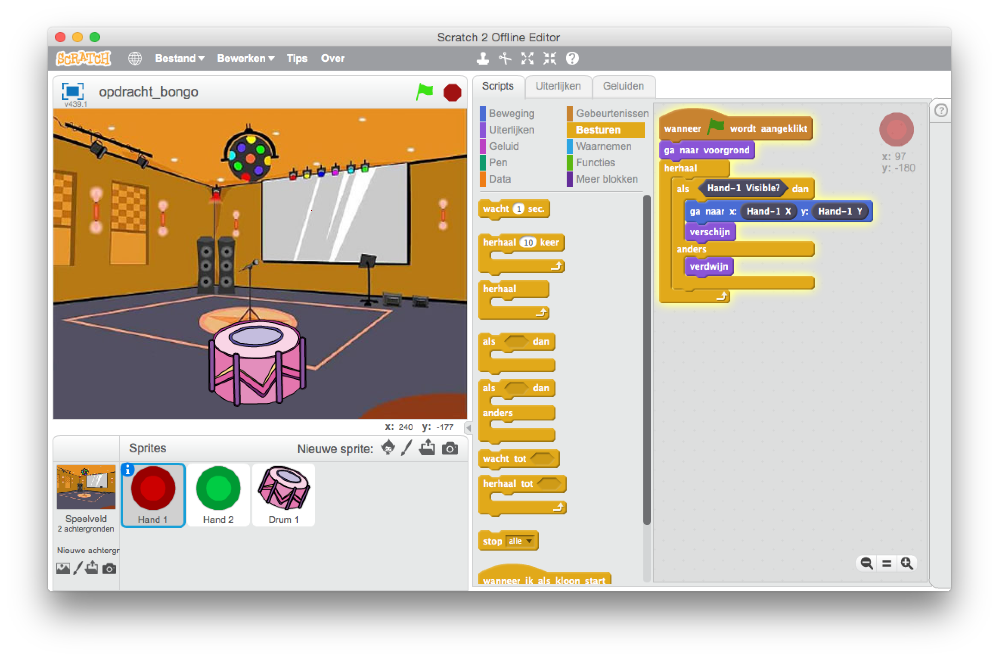 Scratch 2 Offline Editor
SCRATCH Bestand Bewerken Tips Over
v439.1
opdracht_bongo
x: 240 y: -177
Sprites
Nieuwe sprite:
Speelveld
2 achtergronden
Nieuwe achtergr
Hand 1
Hand 2
Drum 1
Scripts Uiterlijken Geluiden
Beweging
Uiterlijken
Geluid
Pen
Data
Gebeurtenissen
Besturen
Waarnemen
Functies
Meer blokken
wacht 1 sec.
herhaal 10 keer
herhaal
als dan
als dan
anders
wacht tot
herhaal tot
stop alle
wanneer ik als kloon start
wanneer wordt aangeklikt
ga naar voorgrond
herhaal
als Hand-1 Visible? dan
ga naar x: Hand-1 X y: Hand-1 Y
verschijn
anders
verdwijn
x: 97
y: -180